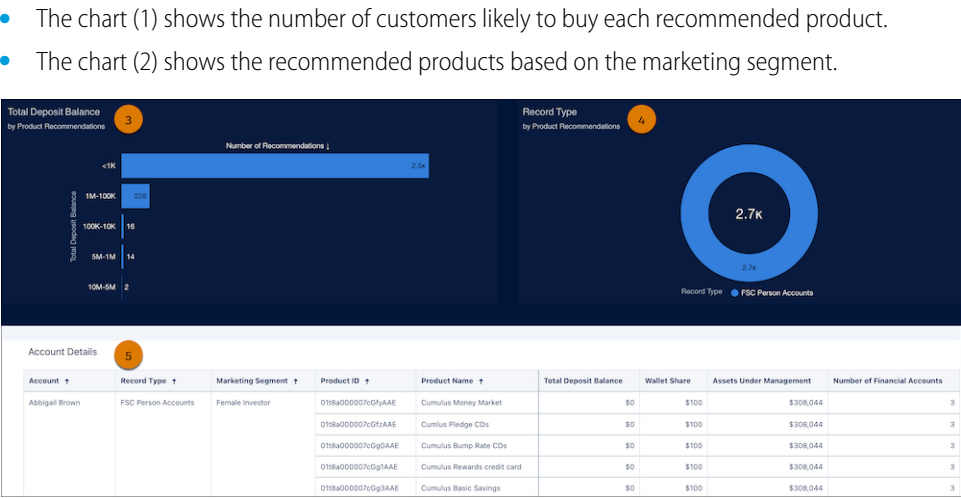 • The chart (1) shows the number of customers likely to buy each recommended product.
• The chart (2) shows the recommended products based on the marketing segment.
Total Deposit Balance 3
by Product Recommendations
Number of Recommendations ↓
Total Deposit Balance
<1K 2.5K
1M-100K 226
100K-10K 16
5M-1M 14
10M-5M 2
Record Type 4
by Product Recommendations
2.7K
2.7K
Record Type FSC Person Accounts
Account Details 5
Account ↑ Record Type ↑ Marketing Segment ↑ Product ID ↑ Product Name ↑ Total Deposit Balance Wallet Share Assets Under Management Number of Financial Accounts
Abbigail Brown FSC Person Accounts Female Investor 01t8a000007cGfyAAE Cumulus Money Market $0 $100 $308,044 3
01t8a000007cGfzAAE Cumlus Pledge CDs $0 $100 $308,044 3
01t8a000007cGg0AAE Cumulus Bump Rate CDs $0 $100 $308,044 3
01t8a000007cGg1AAE Cumulus Rewards credit card $0 $100 $308,044 3
01t8a000007cGg3AAE Cumulus Basic Savings $0 $100 $308,044 3